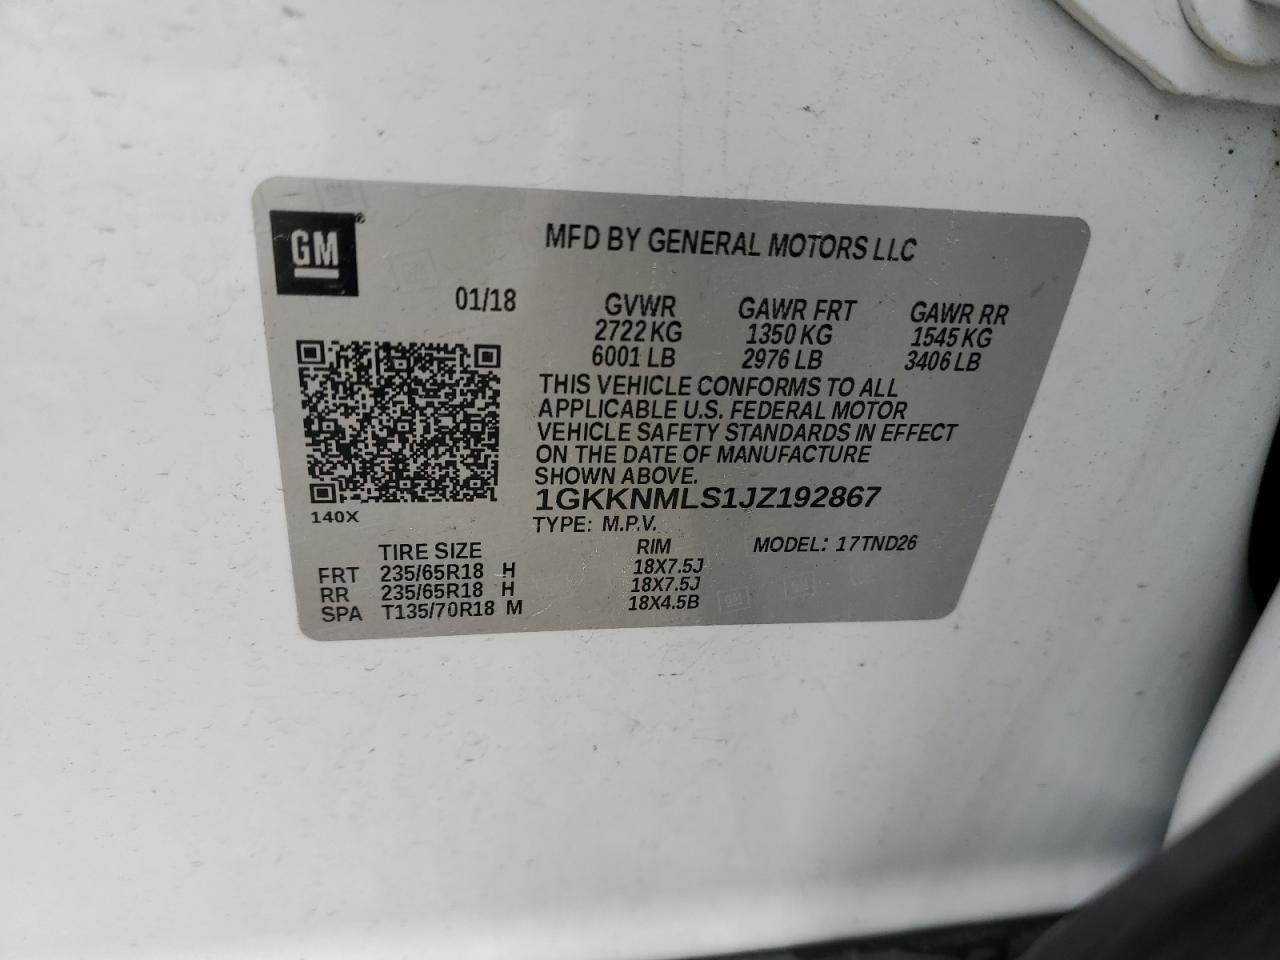 GM ®
MFD BY GENERAL MOTORS LLC
01/18 GVWR GAWR FRT GAWR RR
2722 KG 1350 KG 1545 KG
6001 LB 2976 LB 3406 LB
THIS VEHICLE CONFORMS TO ALL
APPLICABLE U.S. FEDERAL MOTOR
VEHICLE SAFETY STANDARDS IN EFFECT
ON THE DATE OF MANUFACTURE
SHOWN ABOVE.
1GKKNMLS1JZ192867
140X
TYPE: M.P.V. MODEL: 17TND26
TIRE SIZE RIM
FRT 235/65R18 H 18X7.5J
RR 235/65R18 H 18X7.5J
SPA T135/70R18 M 18X4.5B